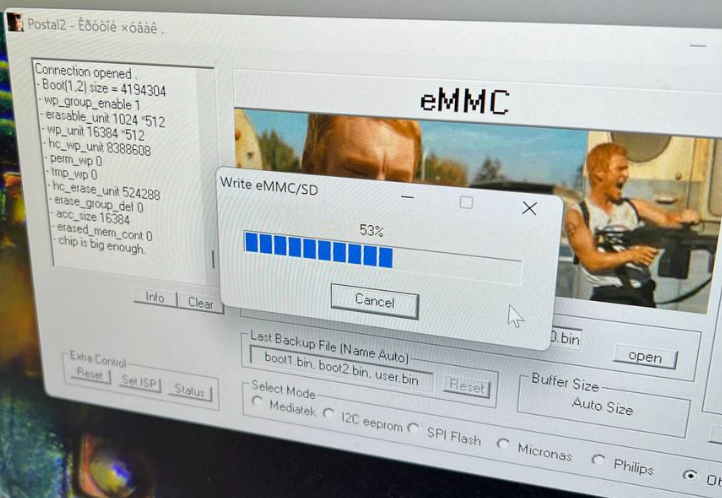 Postal2 - Êðóòîé ×óâàê .
Connection opened .
- Boot(1,2) size = 4194304
- wp_group_enable 1
- erasable_unit 1024 *512
- wp_unit 16384 *512
- hc_wp_unit 8388608
- perm_wp 0
- tmp_wp 0
- hc_erase_unit 524288
- erase_group_def 0
- acc_size 16384
- erased_mem_cont 0
- chip is big enough.
Info
Clear
eMMC
Write eMMC/SD
53%
Cancel
0.bin
open
Last Backup File (Name Auto)
boot1.bin, boot2.bin, user.bin
Reset
Buffer Size
Auto Size
Extra Control
Reset
Set ISP
Status
Select Mode
Mediatek
I2C eeprom
SPI Flash
Micronas
Philips